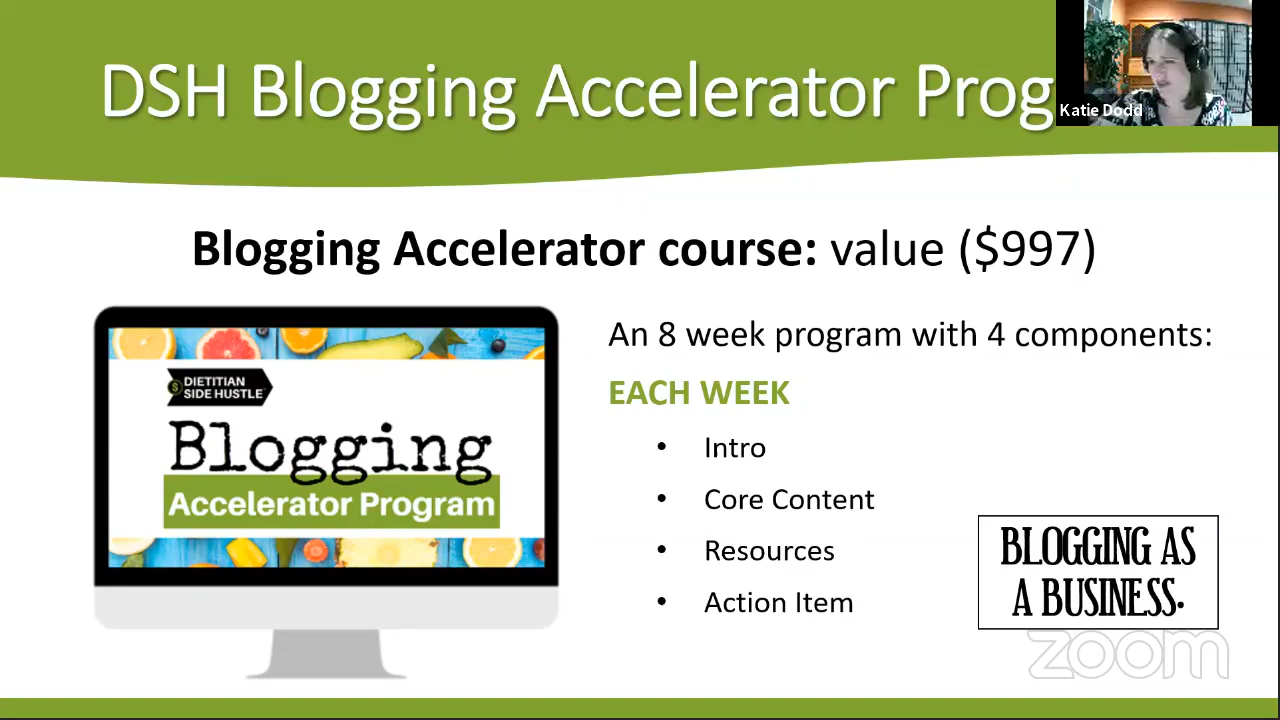 DSH Blogging Accelerator Prog
Katie Dodd
Blogging Accelerator course: value ($997)
An 8 week program with 4 components:
EACH WEEK
• Intro
• Core Content
• Resources
• Action Item
$ DIETITIAN
SIDE HUSTLE
Blogging
Accelerator Program
BLOGGING AS
A BUSINESS.
zoom